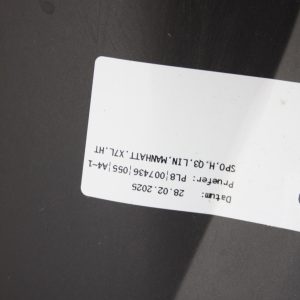 Datum:
28.02.2025
Pruefer: PL8|007436|055|A4-1
SPO.H.Q3.LIN.MANHATT.X7L.HT